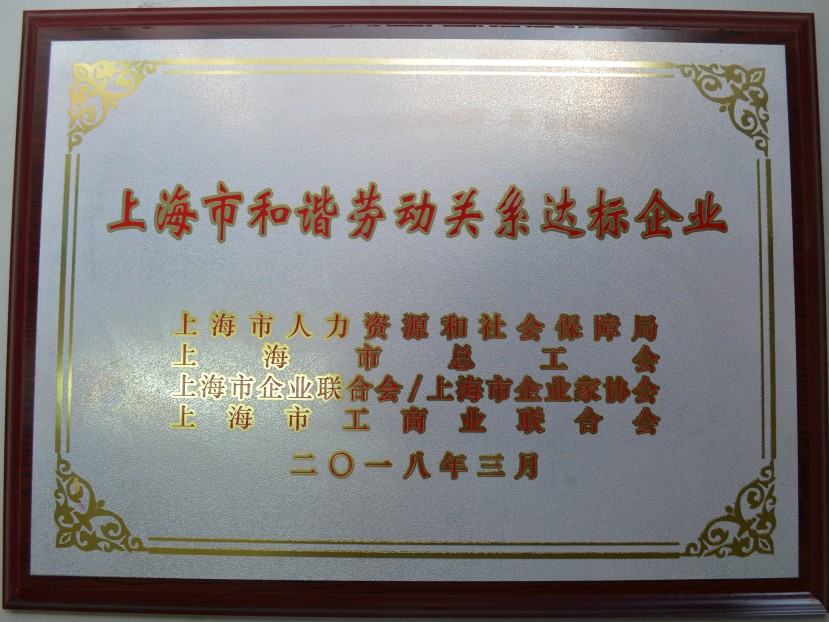 上海市和谐劳动关系达标企业
上海市人力资源和社会保障局
上海市总工会
上海市企业联合会/上海市企业家协会
上海市工商业联合会
二〇一八年三月